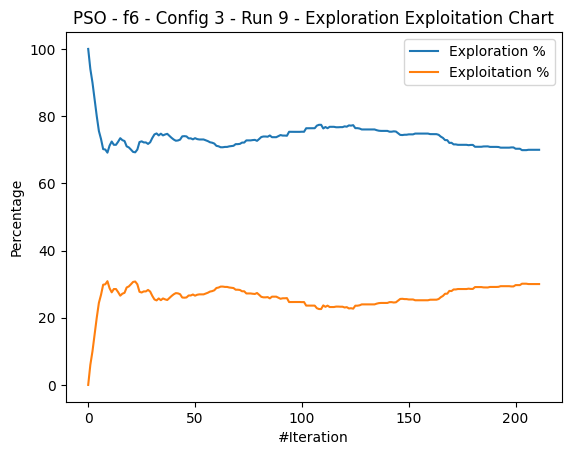 PSO - f6 - Config 3 - Run 9 - Exploration Exploitation Chart
Exploration %
Exploitation %
100
80
60
40
20
0
Percentage
0
50
100
150
200
#Iteration